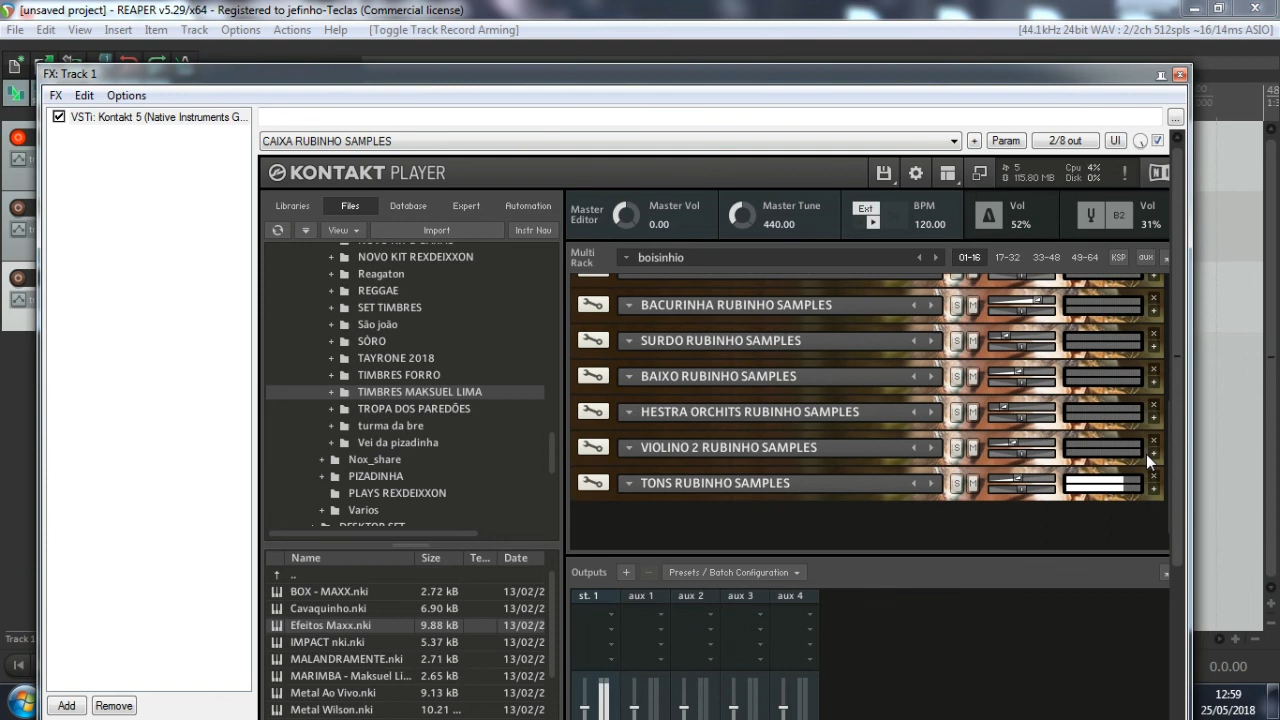 [unsaved project] - REAPER v5.29/x64 - Registered to jefinho-Teclas (Commercial license)
File Edit View Insert Item Track Options Actions Help [Toggle Track Record Arming] [44.1kHz 24bit WAV : 2/2ch 512spls ~16/14ms ASIO]
FX: Track 1
FX Edit Options
VSTi: Kontakt 5 (Native Instruments G...
CAIXA RUBINHO SAMPLES
+ Param 2/8 out UI
KONTAKT PLAYER
5 Cpu 4%
115.80 MB Disk 0%
Libraries Files Database Expert Automation
View Import Instr Nav
Master Editor
Master Vol 0.00
Master Tune 440.00
Ext
BPM 120.00
Vol 52%
B2
Vol 31%
Multi Rack
boisinhio
01-16 17-32 33-48 49-64 KSP aux
NOVO KIT REXDEIXXON
Reagaton
REGGAE
SET TIMBRES
São joão
SÔRO
TAYRONE 2018
TIMBRES FORRO
TIMBRES MAKSUEL LIMA
TROPA DOS PAREDÕES
turma da bre
Vei da pizadinha
Nox_share
PIZADINHA
PLAYS REXDEIXXON
Varios
DESKTOP SET
BACURINHA RUBINHO SAMPLES
SURDO RUBINHO SAMPLES
BAIXO RUBINHO SAMPLES
HESTRA ORCHITS RUBINHO SAMPLES
VIOLINO 2 RUBINHO SAMPLES
TONS RUBINHO SAMPLES
S M
Name Size Te... Date
..
BOX - MAXX.nki 2.72 kB 13/02/2
Cavaquinho.nki 6.90 kB 13/02/2
Efeitos Maxx.nki 9.88 kB 13/02/2
IMPACT nki.nki 5.37 kB 13/02/2
MALANDRAMENTE.nki 2.71 kB 13/02/2
MARIMBA - Maksuel Li... 2.65 kB 13/02/2
Metal Ao Vivo.nki 9.13 kB 13/02/2
Metal Wilson.nki 10.21 ... 13/02/2
Outputs + − Presets / Batch Configuration
st. 1 aux 1 aux 2 aux 3 aux 4
Add Remove
Track 1
0.0.00
12:59
25/05/2018